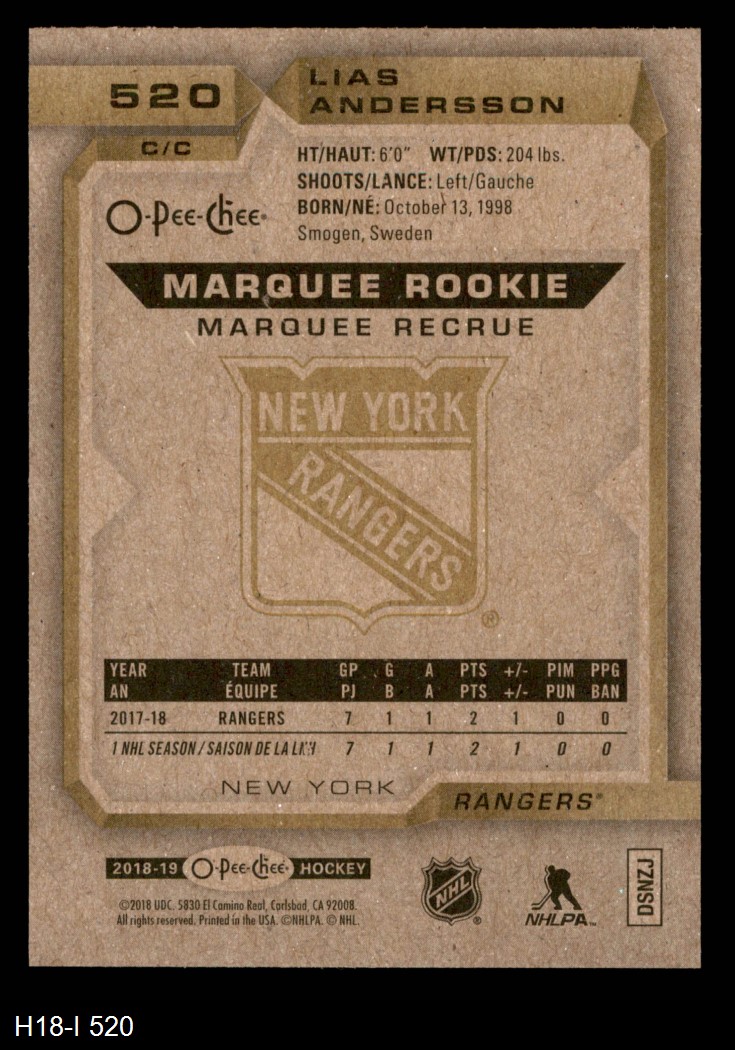 520
LIAS
ANDERSSON
C/C
HT/HAUT: 6'0" WT/PDS: 204 lbs.
SHOOTS/LANCE: Left/Gauche
BORN/NÉ: October 13, 1998
Smogen, Sweden
O-Pee-Chee®
MARQUEE ROOKIE
MARQUEE RECRUE
NEW YORK
RANGERS
®
YEAR TEAM GP G A PTS +/- PIM PPG
AN ÉQUIPE PJ B A PTS +/- PUN BAN
2017-18 RANGERS 7 1 1 2 1 0 0
1 NHL SEASON / SAISON DE LA LNH 7 1 1 2 1 0 0
NEW YORK
RANGERS®
2018-19 O-Pee-Chee® HOCKEY
©2018 UDC. 5830 El Camino Real, Carlsbad, CA 92008.
All rights reserved. Printed in the USA. ©NHLPA. © NHL.
NHL ®
NHLPA™
DSNZJ
H18-I 520